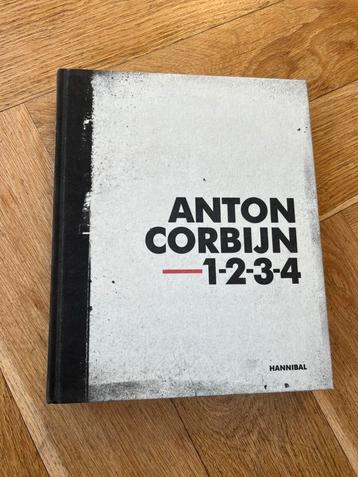 ANTON
CORBIJN
—1-2-3-4
HANNIBAL